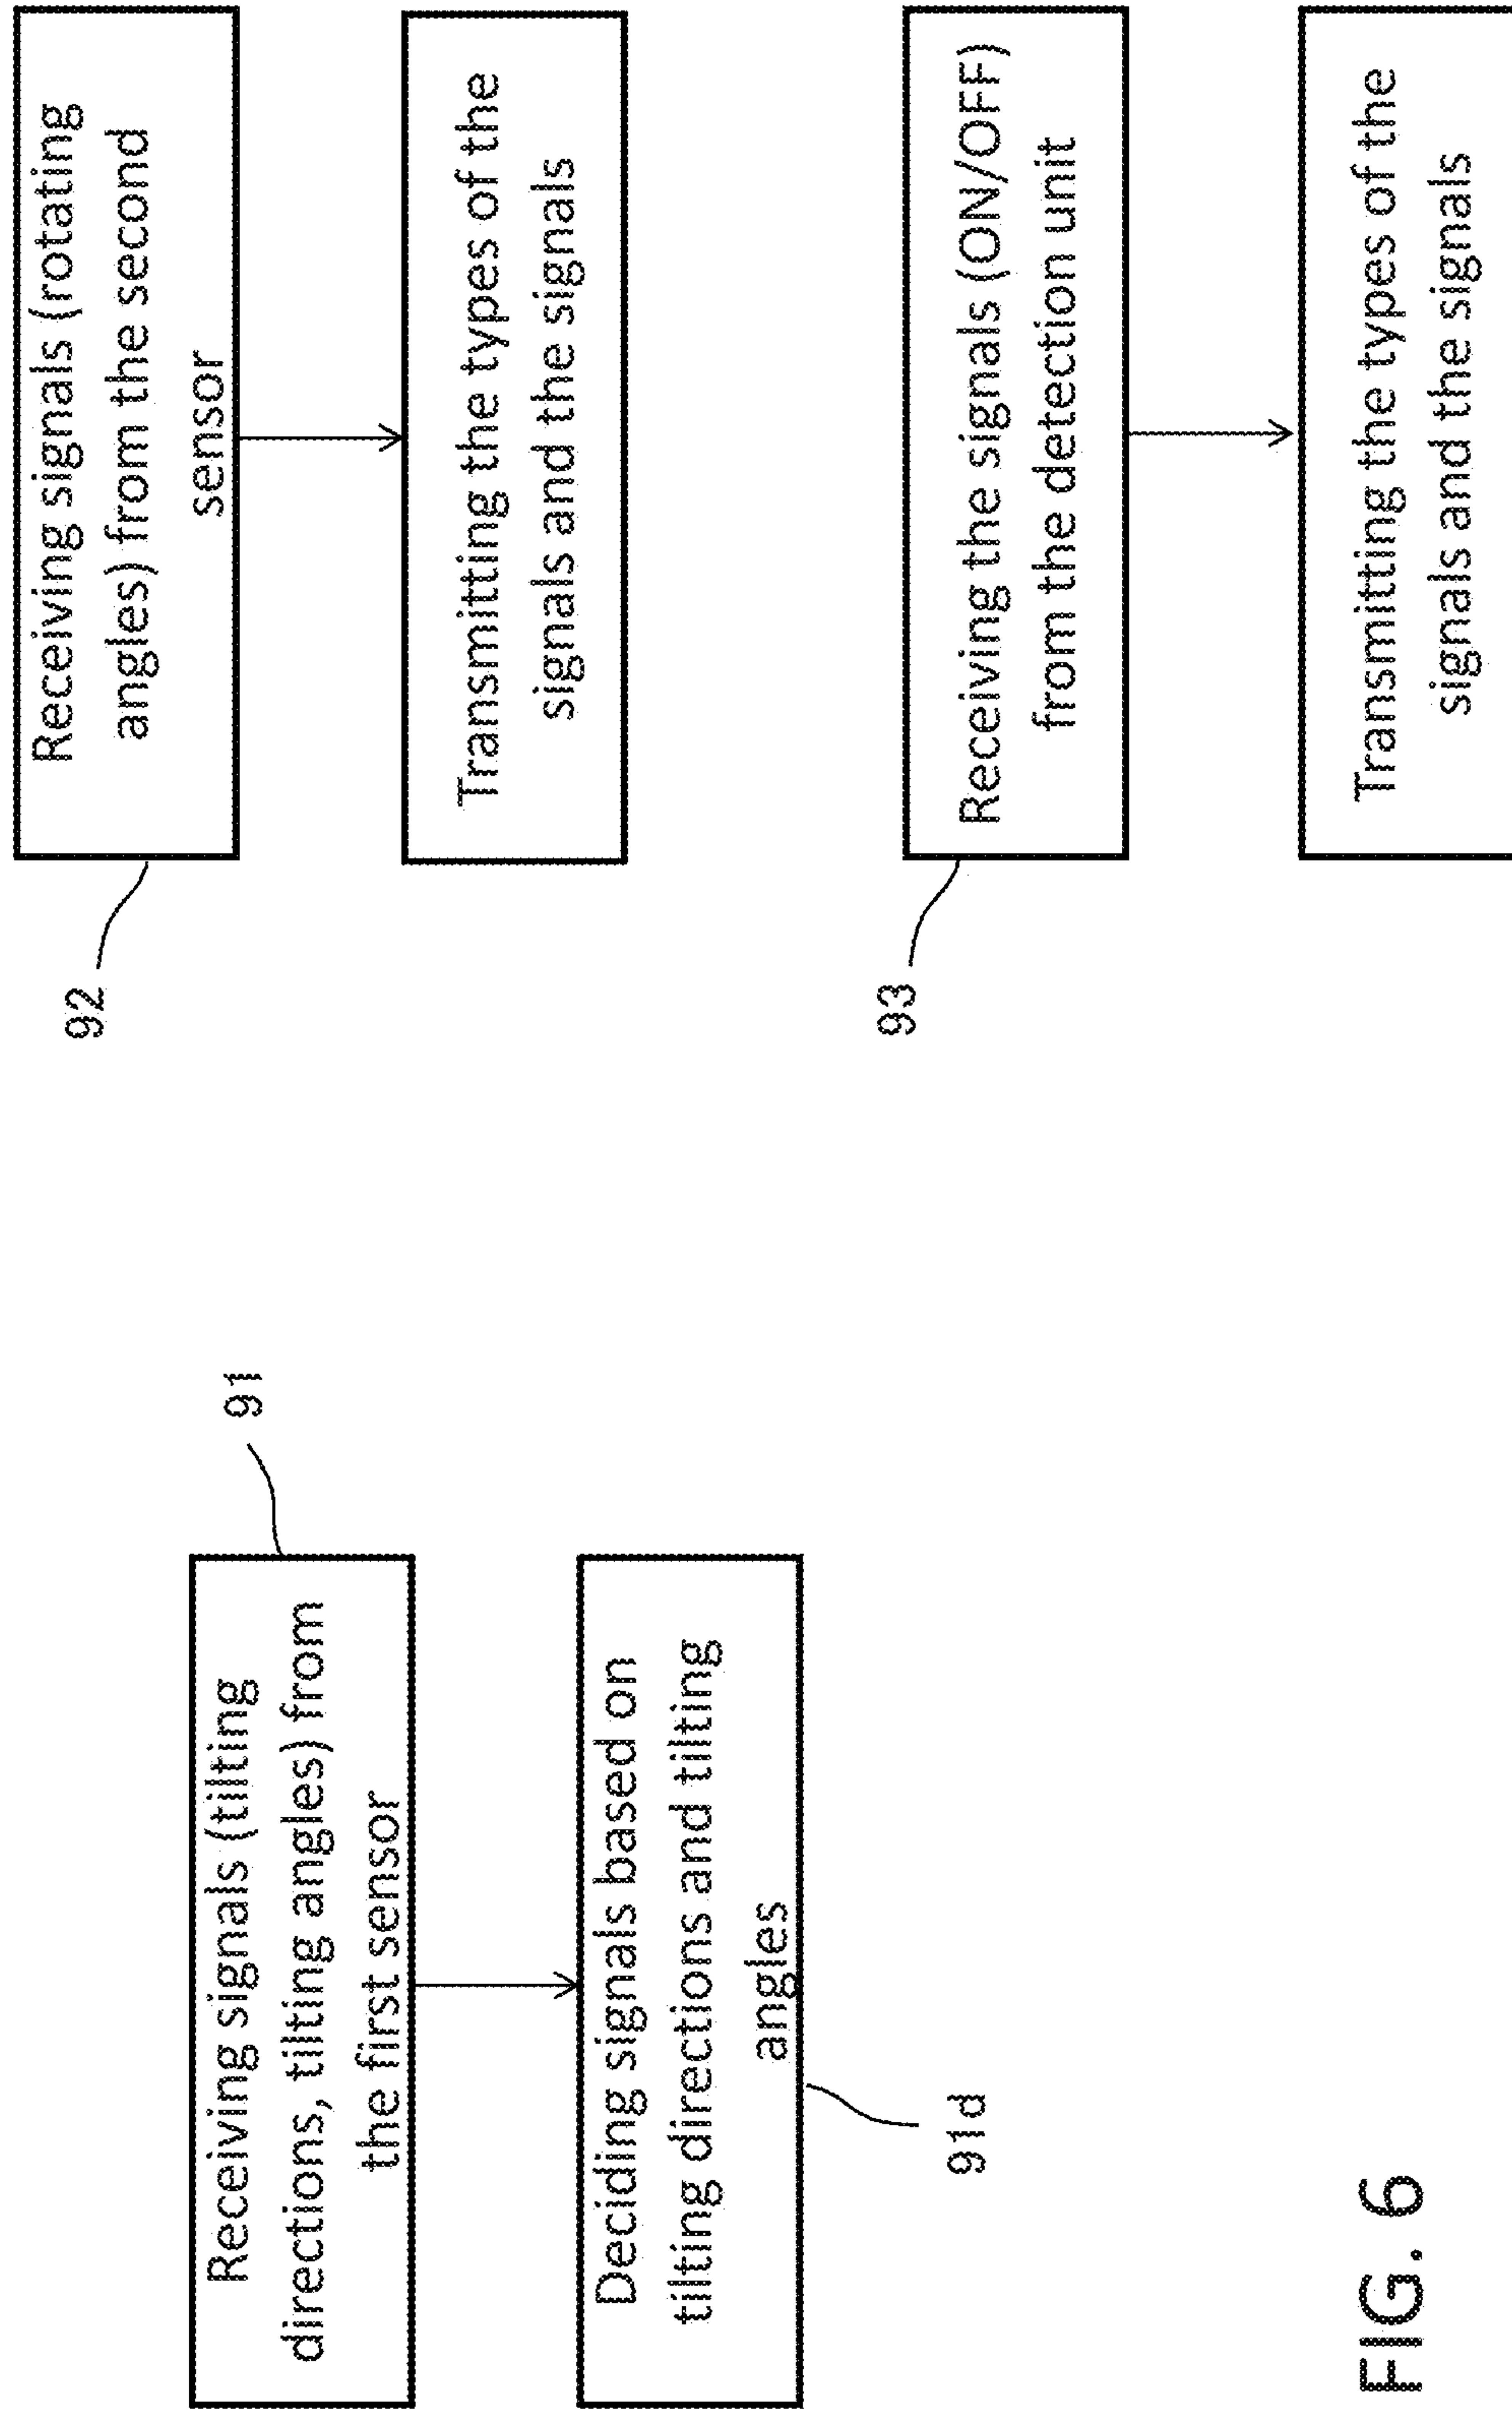 91
Receiving signals (tilting
directions, tilting angles) from
the first sensor
Deciding signals based on
tilting directions and tilting
angles
91d
92
Receiving signals (rotating
angles) from the second
sensor
Transmitting the types of the
signals and the signals
93
Receiving the signals (ON/OFF)
from the detection unit
Transmitting the types of the
signals and the signals
FIG. 6